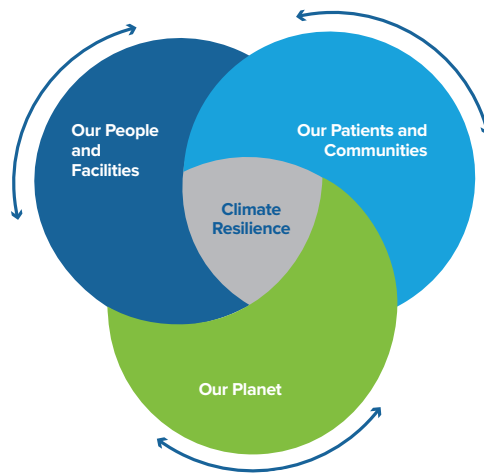 Our People
and
Facilities
Our Patients and
Communities
Climate
Resilience
Our Planet